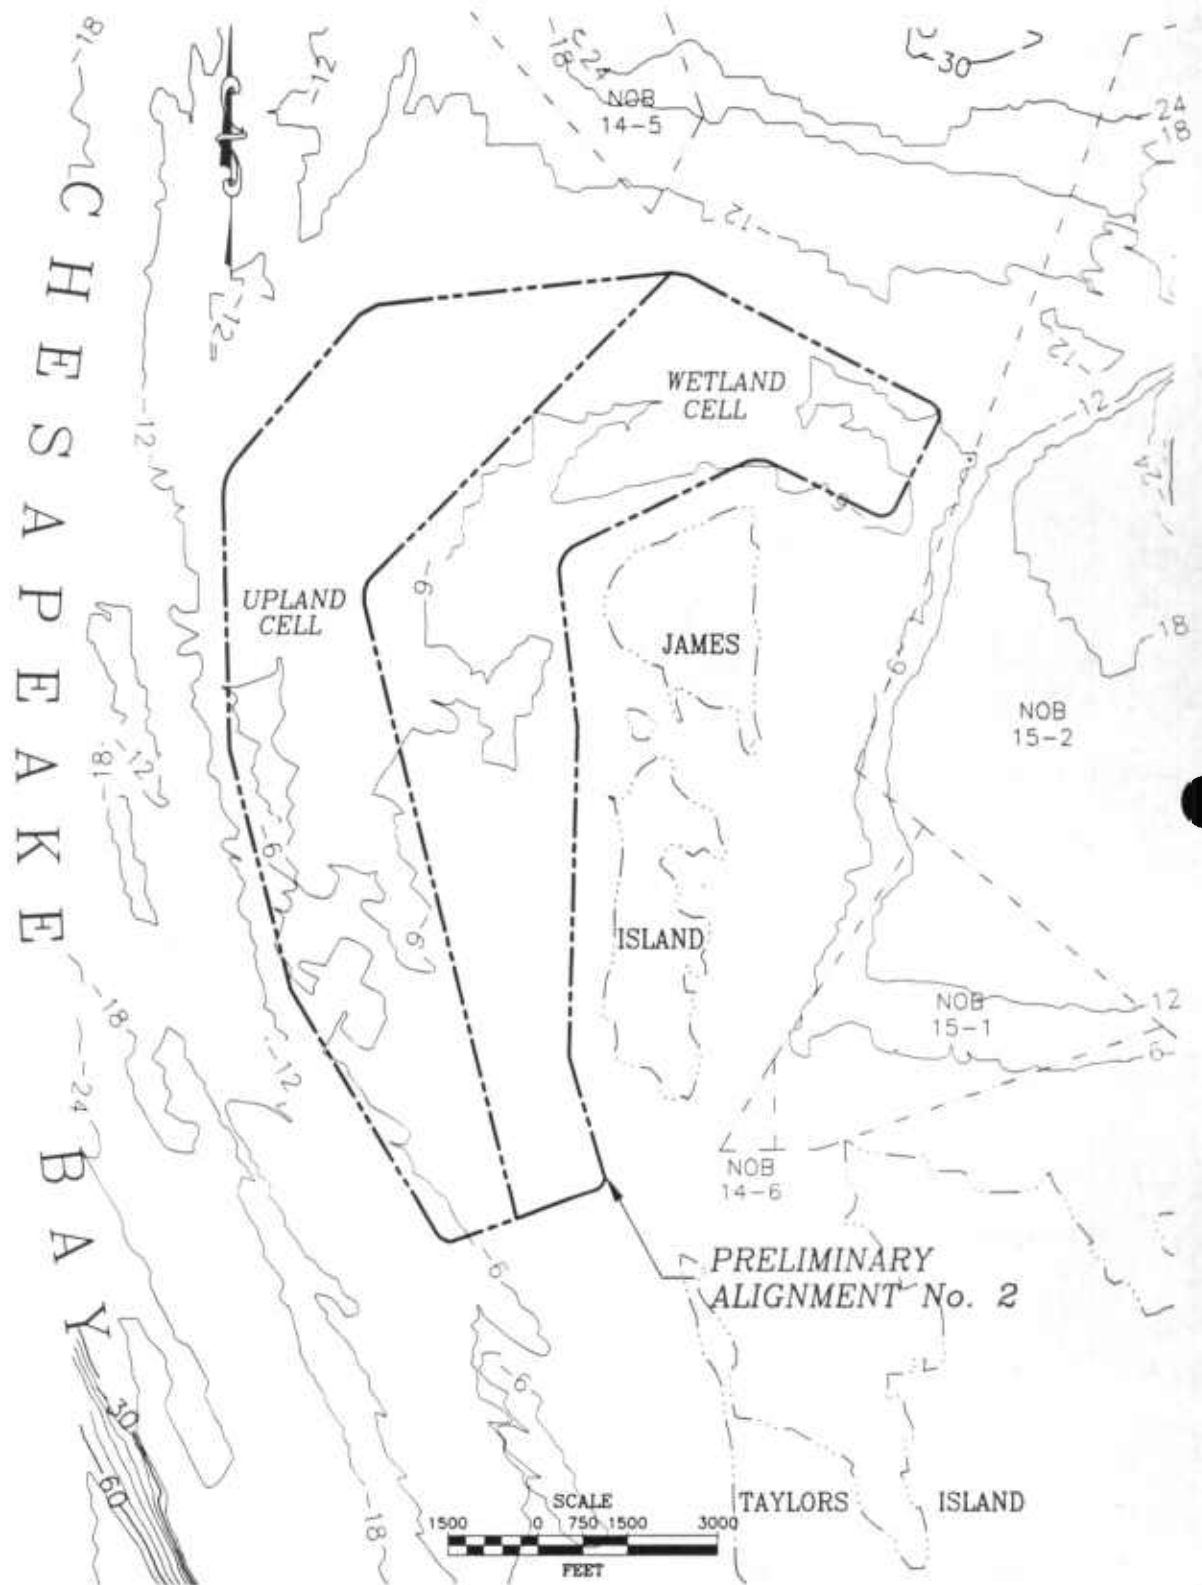 -18
-12
-18
-24
-30
24
18
NOB
14-5
-12-
-12=
CHESAPEAKE BAY
-12
-12-
-12
WETLAND
CELL
-6
-24-
-6-
UPLAND
CELL
18
JAMES
-6-
NOB
15-2
-12-
-18-
-6-
-6
ISLAND
NOB
15-1
12
6
-18
-12
-24
NOB
14-6
-6
PRELIMINARY
ALIGNMENT No. 2
-6
-30
-60
-18
TAYLORS ISLAND
SCALE
1500 0 750 1500 3000
FEET